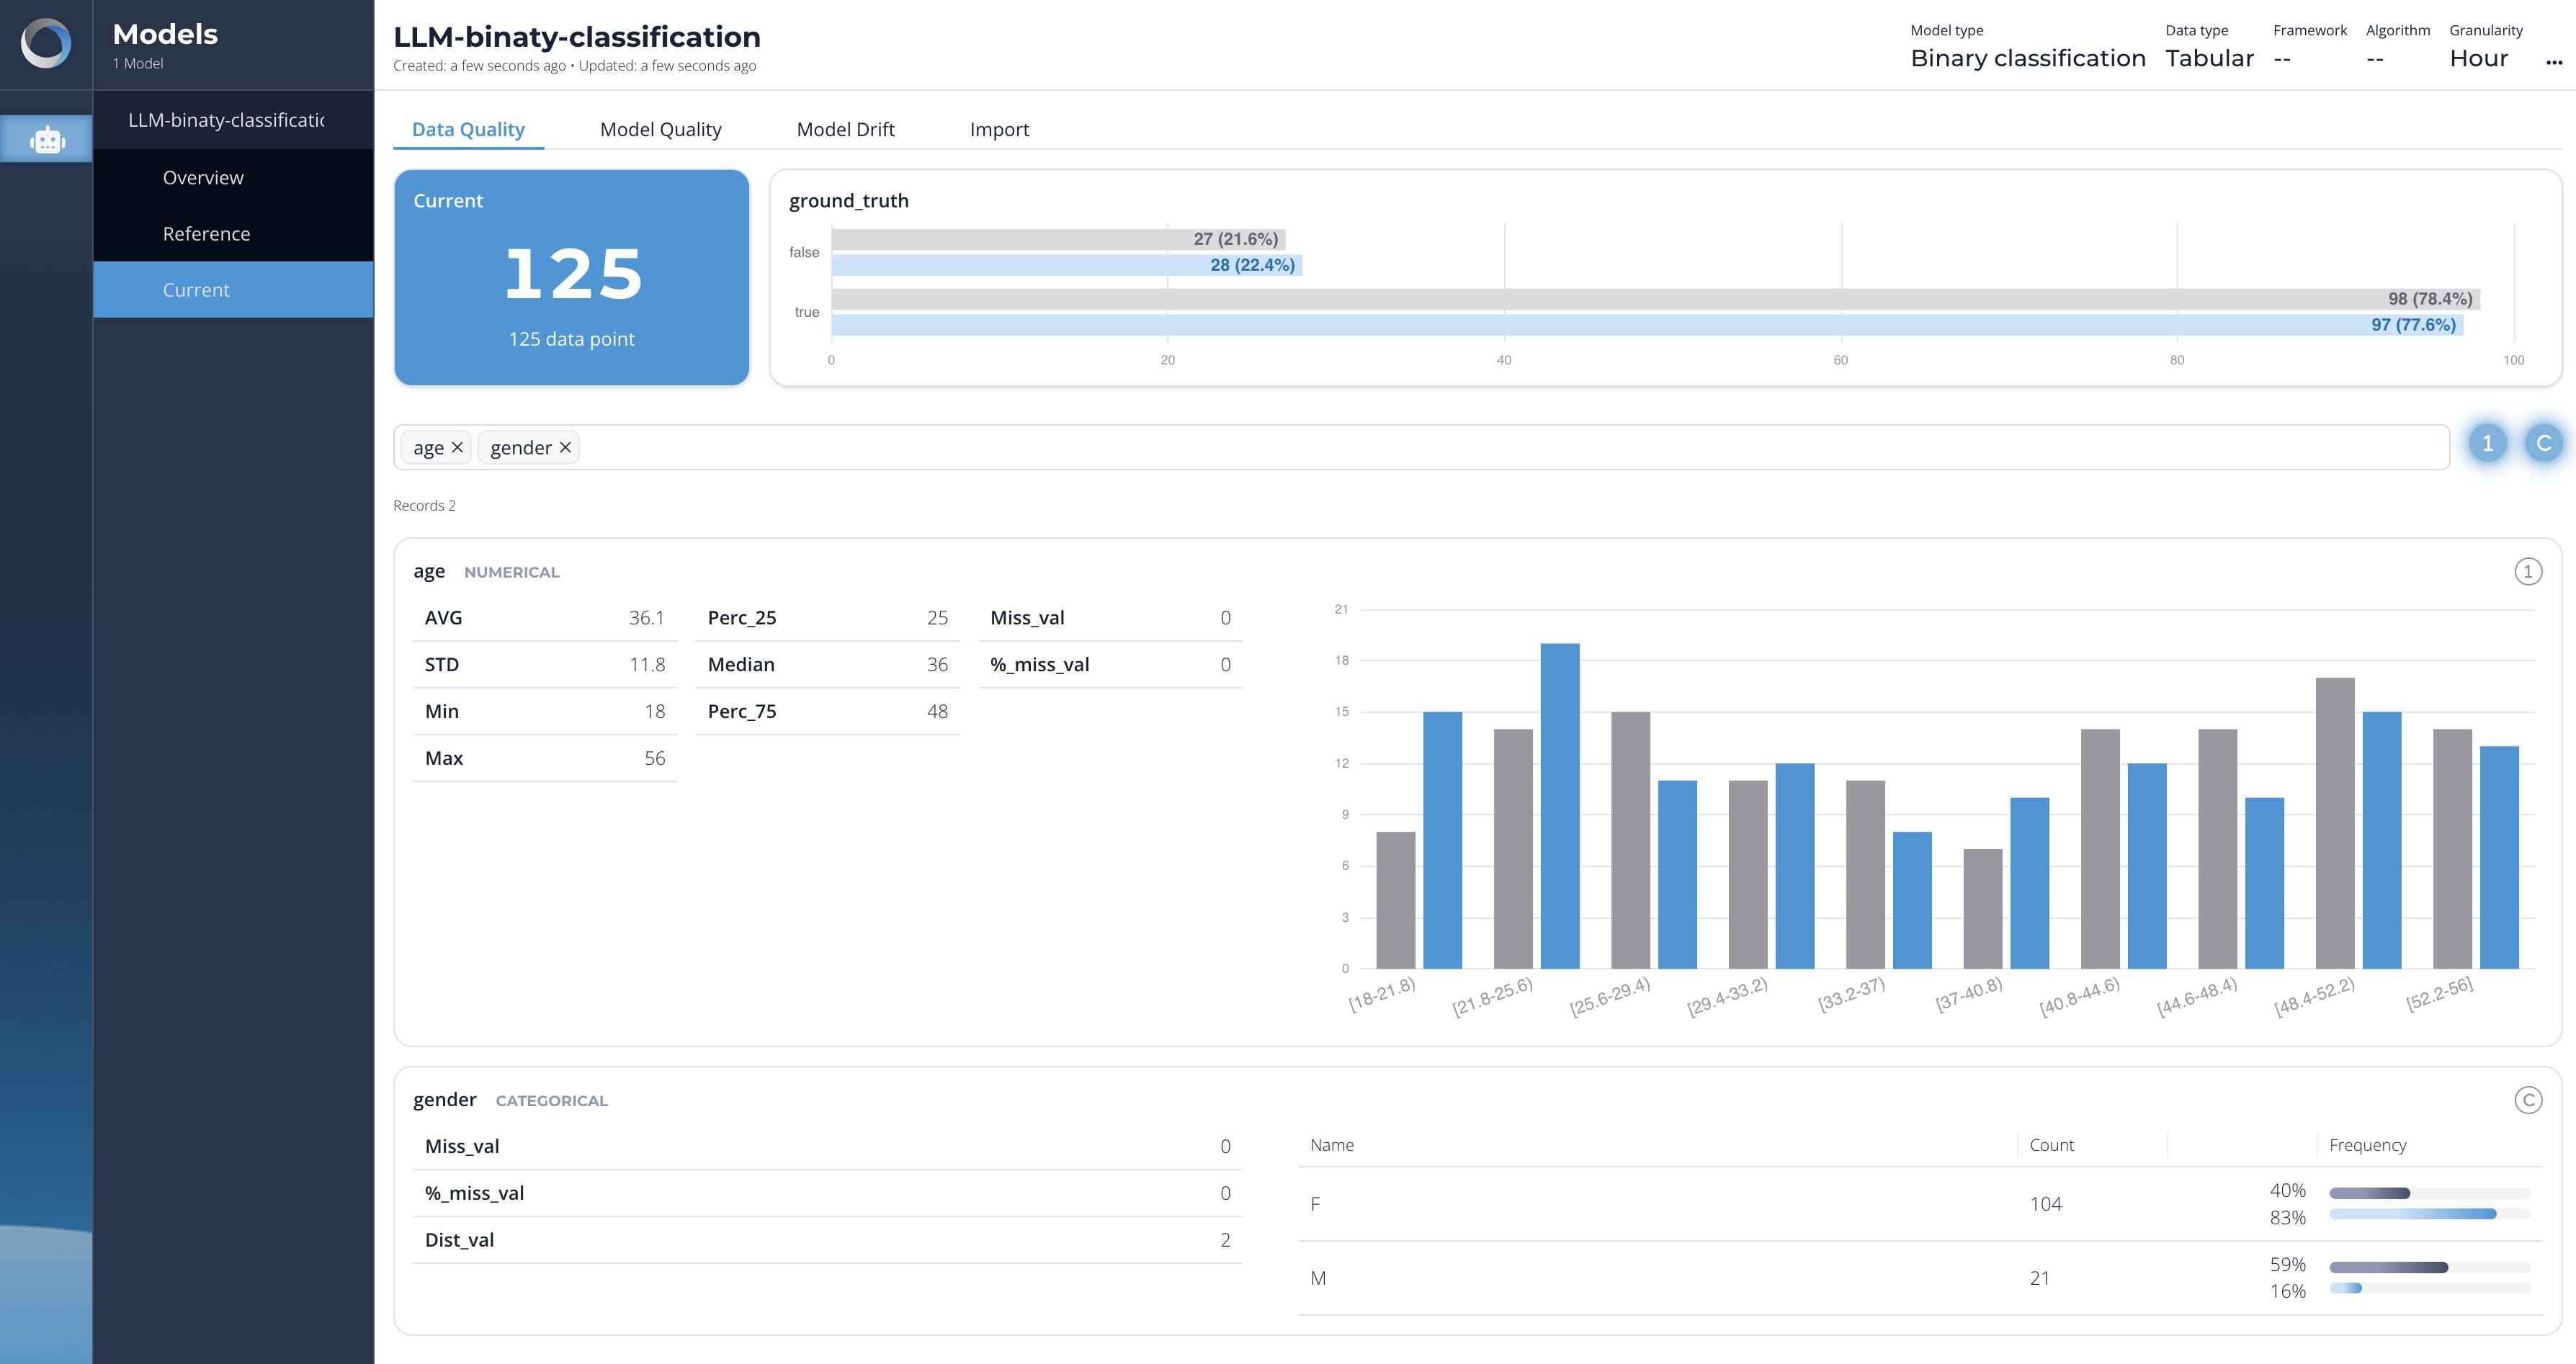 Models
1 Model
LLM-binaty-classificatic
Overview
Reference
Current
LLM-binaty-classification
Created: a few seconds ago • Updated: a few seconds ago
Model type
Binary classification
Data type
Tabular
Framework
--
Algorithm
--
Granularity
Hour
...
Data Quality
Model Quality
Model Drift
Import
Current
125
125 data point
ground_truth
false
27 (21.6%)
28 (22.4%)
true
98 (78.4%)
97 (77.6%)
0 20 40 60 80 100
age
gender
1
C
Records 2
age NUMERICAL
1
AVG 36.1
STD 11.8
Min 18
Max 56
Perc_25 25
Median 36
Perc_75 48
Miss_val 0
%_miss_val 0
21
18
15
12
9
6
3
0
[18-21.8) [21.8-25.6) [25.6-29.4) [29.4-33.2) [33.2-37) [37-40.8) [40.8-44.6) [44.6-48.4) [48.4-52.2) [52.2-56]
gender CATEGORICAL
C
Miss_val 0
%_miss_val 0
Dist_val 2
Name Count Frequency
F 104 40%
83%
M 21 59%
16%